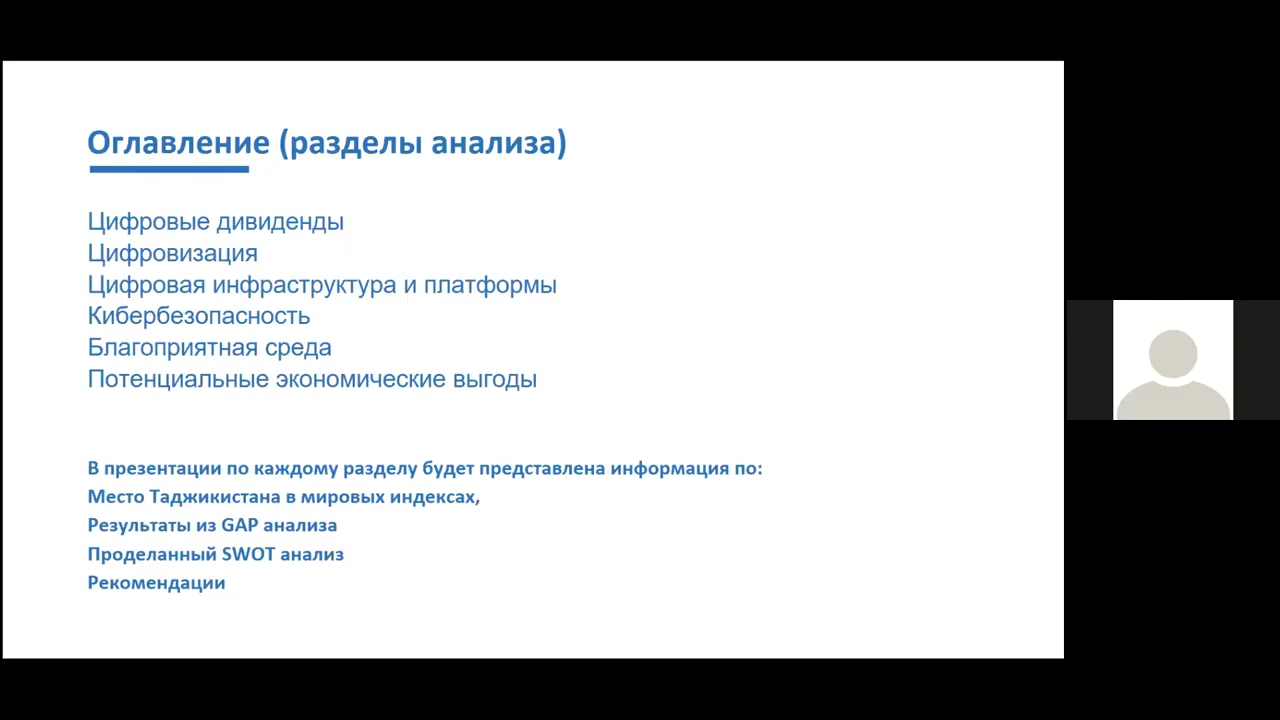 Оглавление (разделы анализа)
Цифровые дивиденды
Цифровизация
Цифровая инфраструктура и платформы
Кибербезопасность
Благоприятная среда
Потенциальные экономические выгоды
В презентации по каждому разделу будет представлена информация по:
Место Таджикистана в мировых индексах,
Результаты из GAP анализа
Проделанный SWOT анализ
Рекомендации